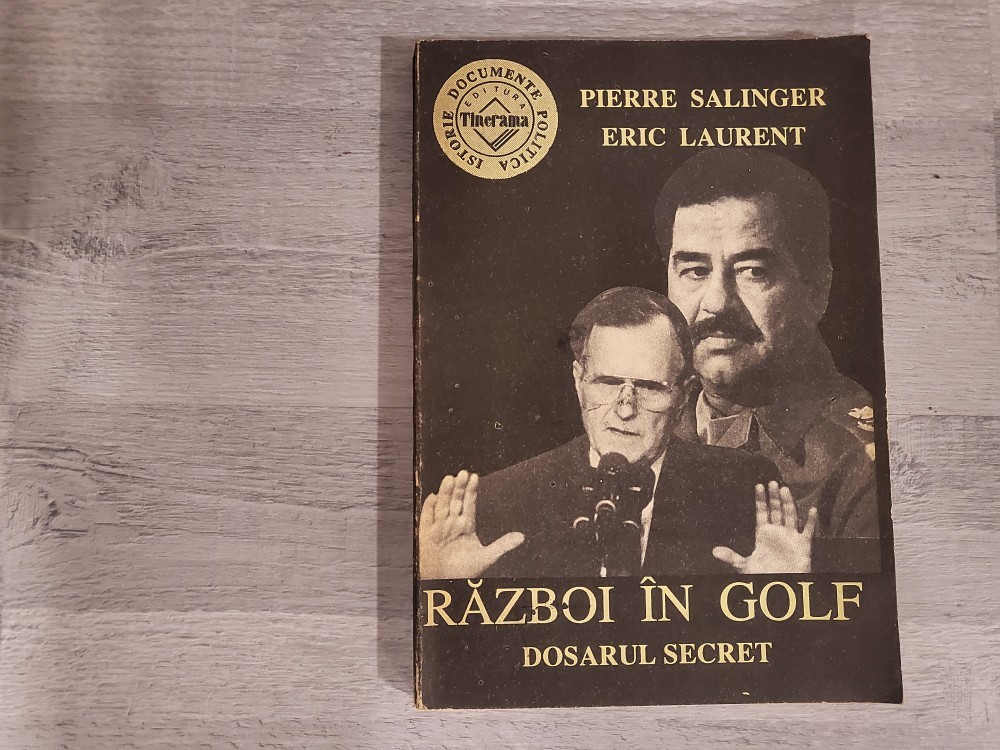 DOCUMENTE POLITICA ISTORIE
EDITURA
Tinerama
PIERRE SALINGER
ERIC LAURENT
RĂZBOI ÎN GOLF
DOSARUL SECRET